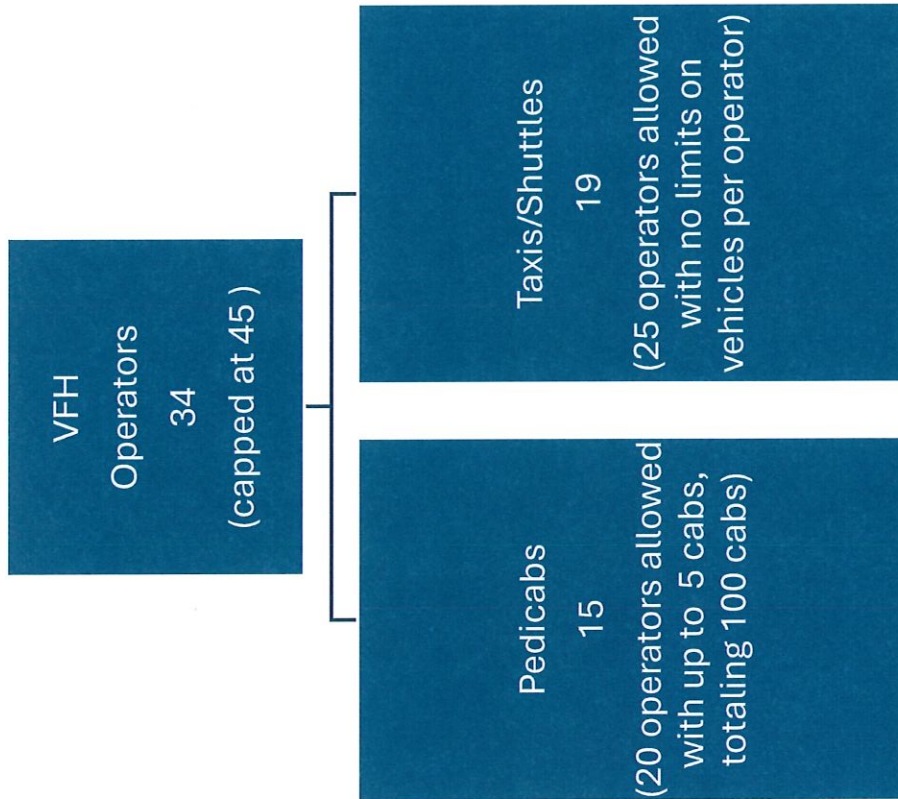 VFH
Operators
34
(capped at 45 )
Pedicabs
15
(20 operators allowed
with up to 5 cabs,
totaling 100 cabs)
Taxis/Shuttles
19
(25 operators allowed
with no limits on
vehicles per operator)